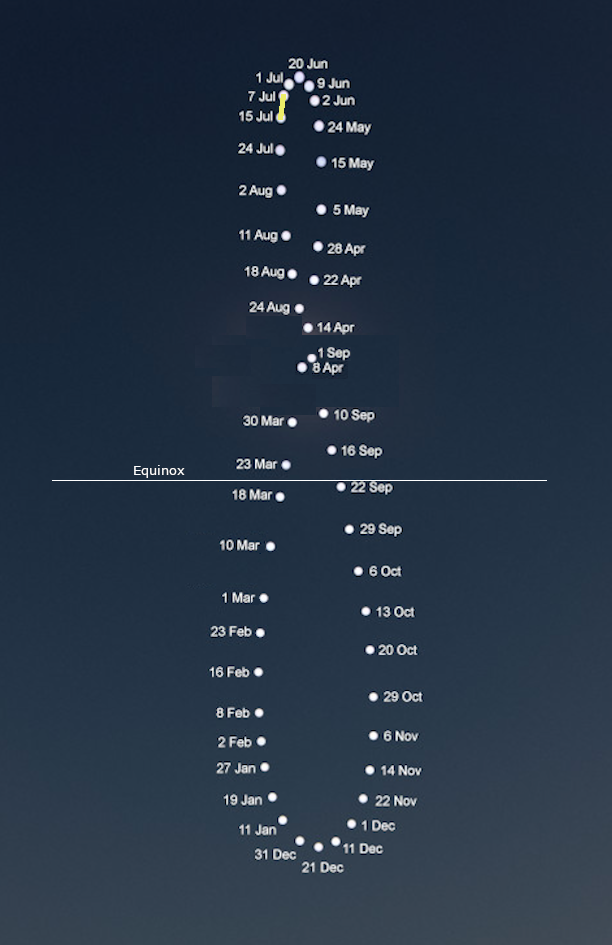 20 Jun
1 Jul
9 Jun
7 Jul
2 Jun
15 Jul
24 May
24 Jul
15 May
2 Aug
5 May
11 Aug
28 Apr
18 Aug
22 Apr
24 Aug
14 Apr
1 Sep
8 Apr
10 Sep
30 Mar
16 Sep
23 Mar
Equinox
22 Sep
18 Mar
29 Sep
10 Mar
6 Oct
1 Mar
13 Oct
23 Feb
20 Oct
16 Feb
29 Oct
8 Feb
6 Nov
2 Feb
27 Jan
14 Nov
19 Jan
22 Nov
11 Jan
1 Dec
31 Dec
11 Dec
21 Dec